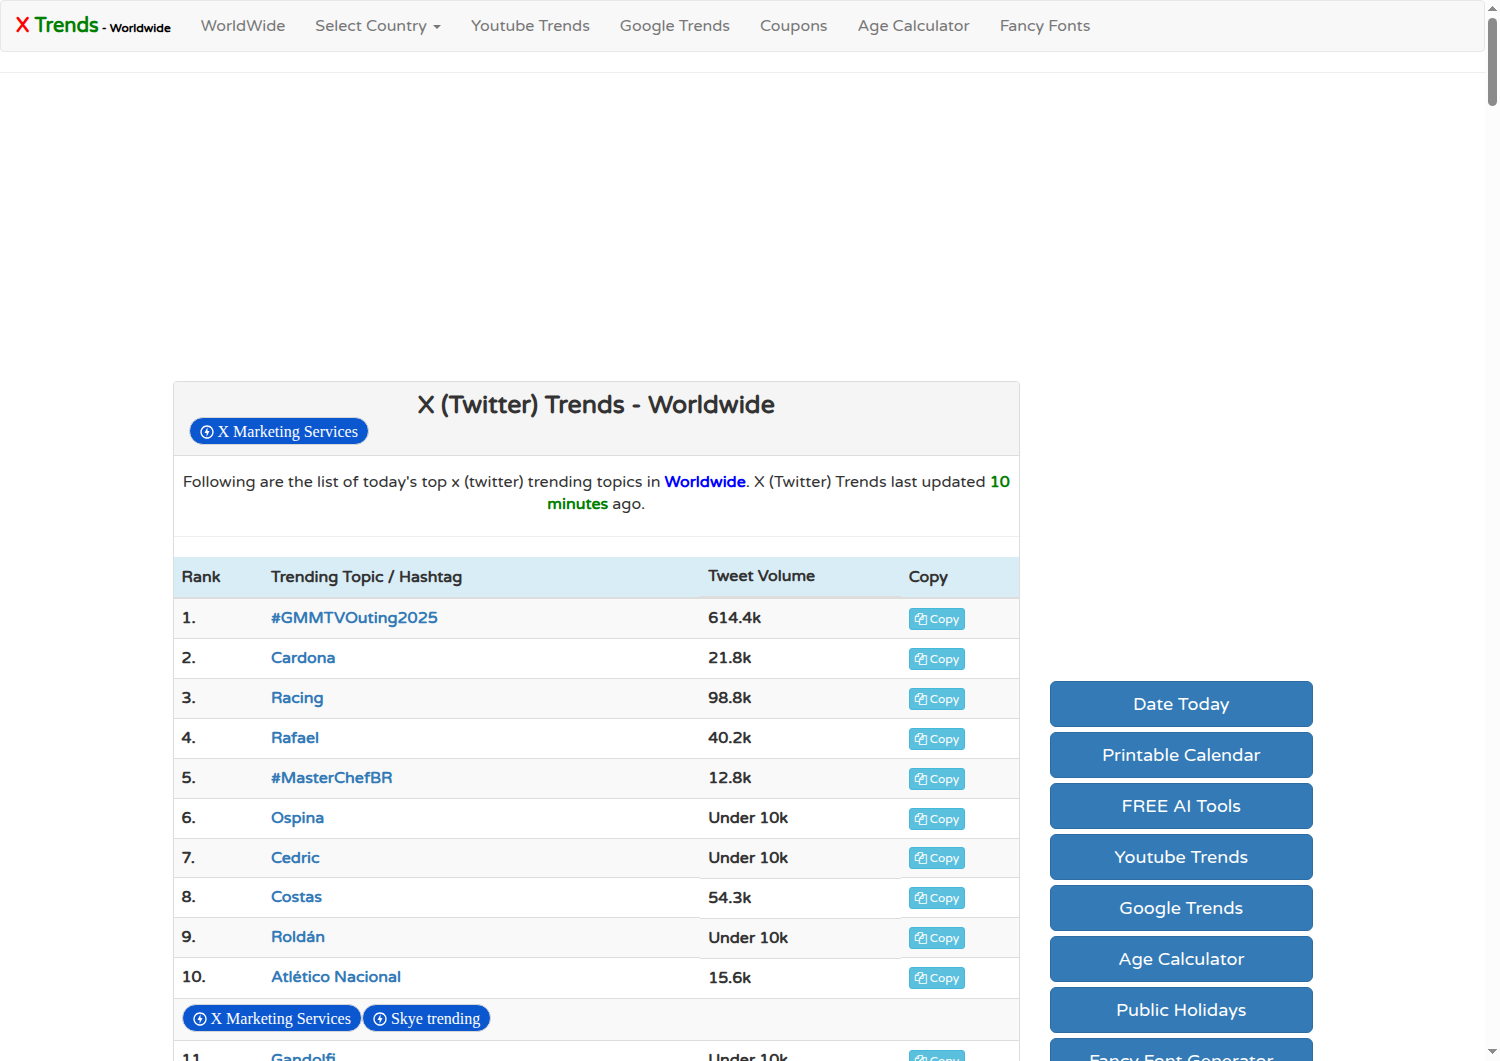 X Trends - Worldwide WorldWide Select Country Youtube Trends Google Trends Coupons Age Calculator Fancy Fonts
X (Twitter) Trends - Worldwide
X Marketing Services
Following are the list of today's top x (twitter) trending topics in Worldwide. X (Twitter) Trends last updated 10
minutes ago.
Rank Trending Topic / Hashtag Tweet Volume Copy
1. #GMMTVOuting2025 614.4k Copy
2. Cardona 21.8k Copy
3. Racing 98.8k Copy
4. Rafael 40.2k Copy
5. #MasterChefBR 12.8k Copy
6. Ospina Under 10k Copy
7. Cedric Under 10k Copy
8. Costas 54.3k Copy
9. Roldán Under 10k Copy
10. Atlético Nacional 15.6k Copy
X Marketing Services Skye trending
11. Gandolfi Under 10k Copy
Date Today
Printable Calendar
FREE AI Tools
Youtube Trends
Google Trends
Age Calculator
Public Holidays
Fancy Font Generator